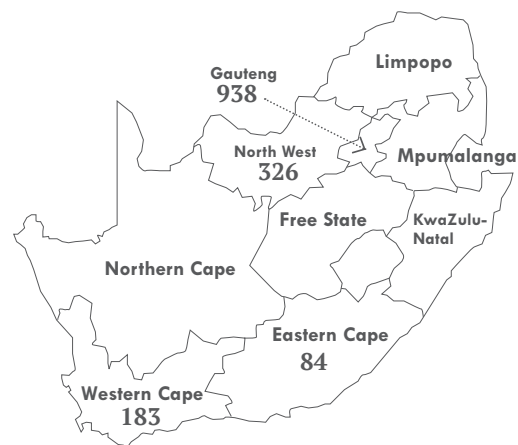 Limpopo
Gauteng
938
North West
326
Mpumalanga
Free State
KwaZulu-
Natal
Northern Cape
Eastern Cape
84
Western Cape
183